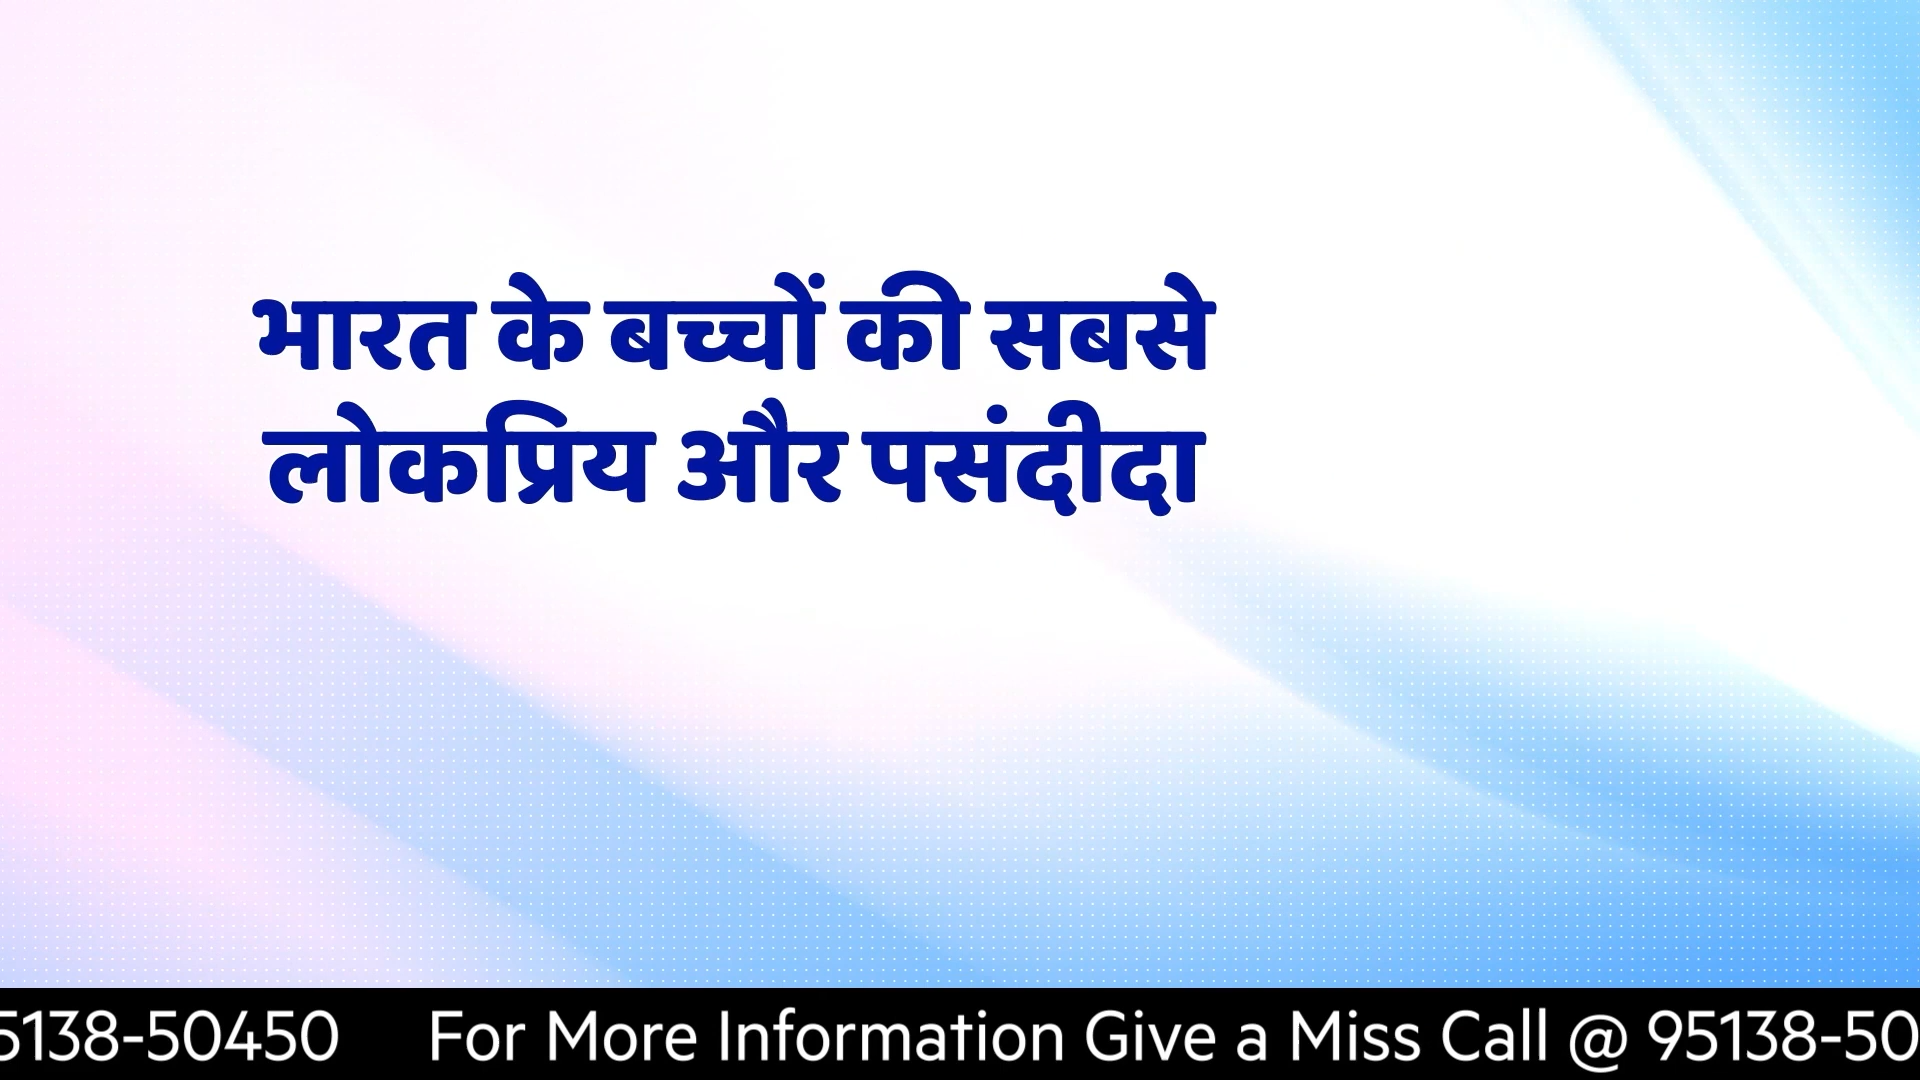 भारत के बच्चों की सबसे
लोकप्रिय और पसंदीदा
5138-50450 For More Information Give a Miss Call @ 95138-50